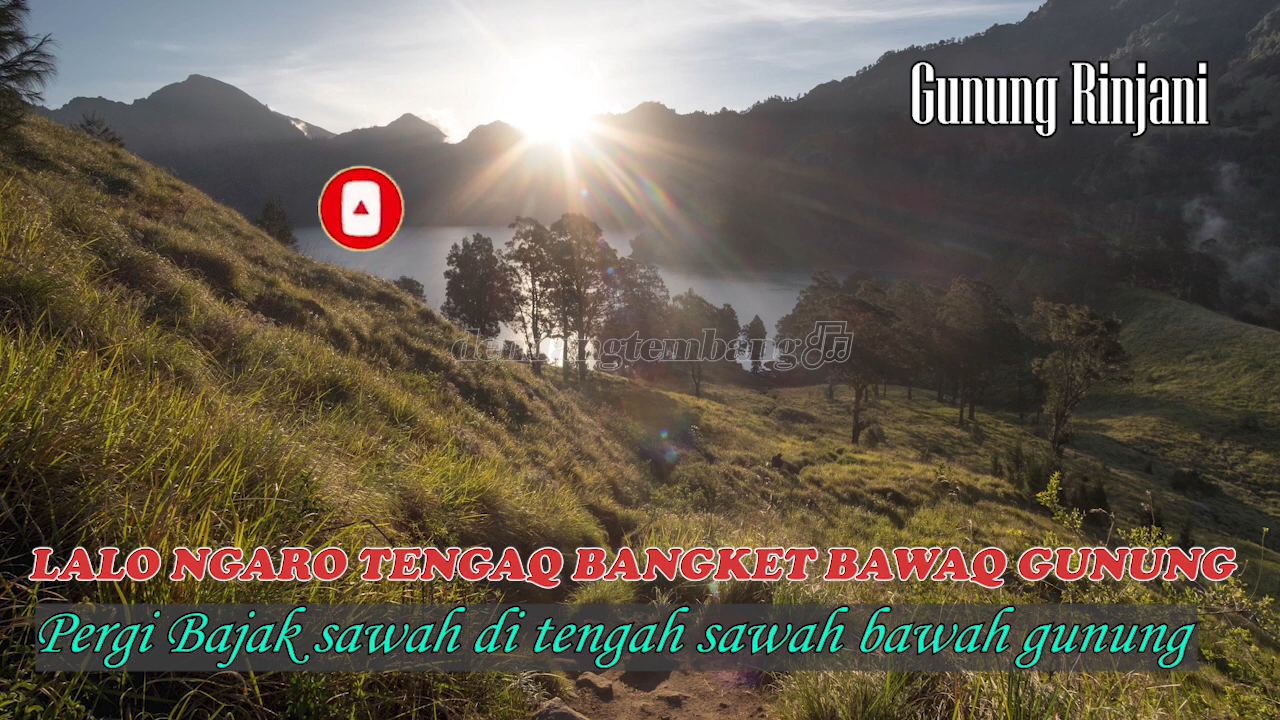 Gunung Rinjani
LALO NGARO TENGAQ BANGKET BAWAQ GUNUNG
Pergi Bajak sawah di tengah sawah bawah gunung